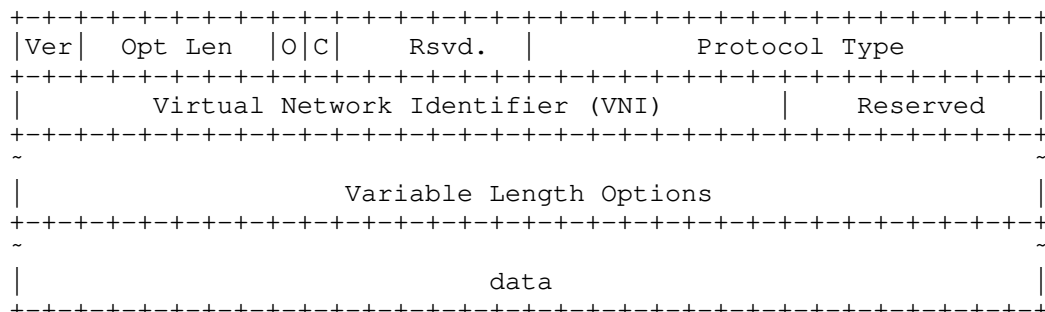 +-+-+-+-+-+-+-+-+-+-+-+-+-+-+-+-+-+-+-+-+-+-+-+-+-+-+-+-+-+-+-+-+
|Ver|  Opt Len  |O|C|    Rsvd.  |          Protocol Type        |
+-+-+-+-+-+-+-+-+-+-+-+-+-+-+-+-+-+-+-+-+-+-+-+-+-+-+-+-+-+-+-+-+
|        Virtual Network Identifier (VNI)       |    Reserved   |
+-+-+-+-+-+-+-+-+-+-+-+-+-+-+-+-+-+-+-+-+-+-+-+-+-+-+-+-+-+-+-+-+
~                                                               ~
|                    Variable Length Options                    |
+-+-+-+-+-+-+-+-+-+-+-+-+-+-+-+-+-+-+-+-+-+-+-+-+-+-+-+-+-+-+-+-+
~                                                               ~
|                             data                              |
+-+-+-+-+-+-+-+-+-+-+-+-+-+-+-+-+-+-+-+-+-+-+-+-+-+-+-+-+-+-+-+-+